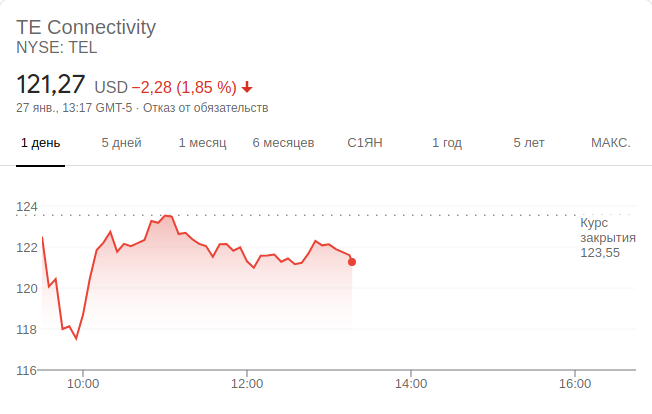 TE Connectivity
NYSE: TEL
121,27 USD −2,28 (1,85 %)
27 янв., 13:17 GMT-5 · Отказ от обязательств
1 день 5 дней 1 месяц 6 месяцев С1ЯН 1 год 5 лет МАКС.
124
Курс
закрытия
123,55
122
120
118
116
10:00 12:00 14:00 16:00